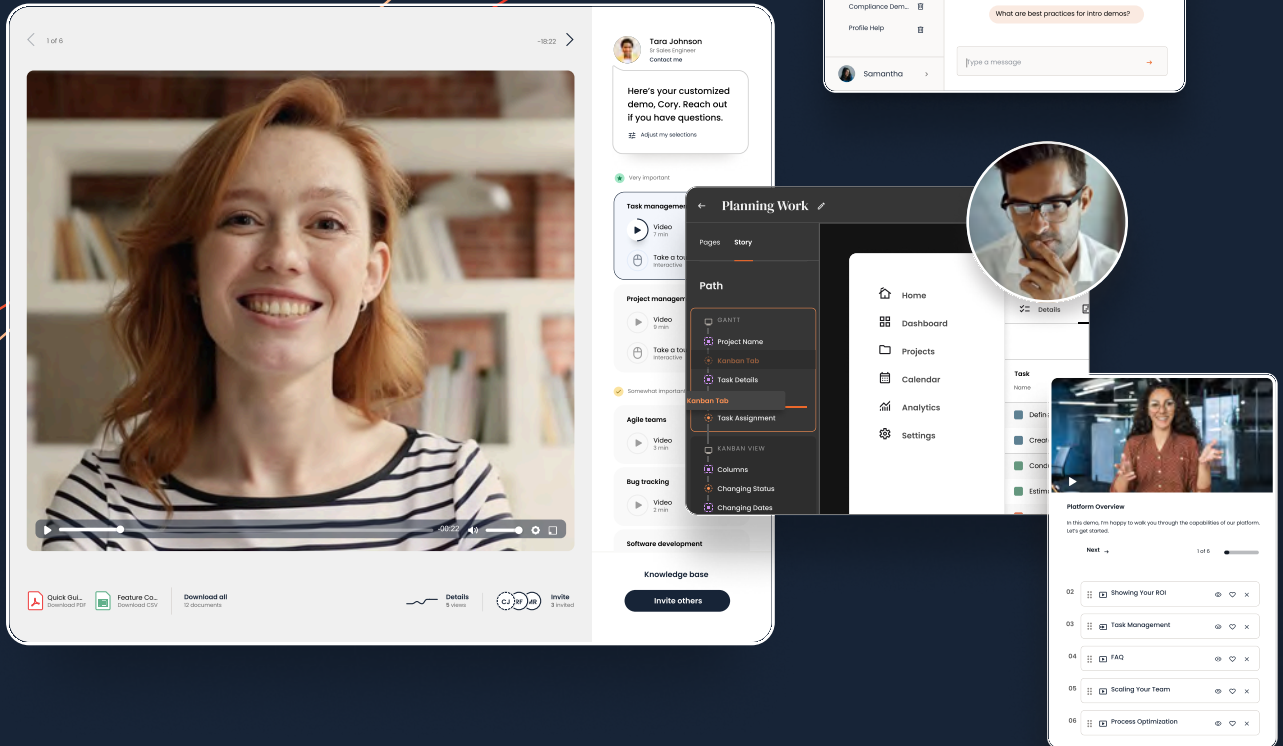 1 of 6
-18:22
-00:22
Quick Gui...
Download PDF
Feature Co...
Download CSV
Download all
12 documents
Details
5 views
CJ
RF
JR
Invite
3 invited
Tara Johnson
Sr Sales Engineer
Contact me
Here's your customized
demo, Cory. Reach out
if you have questions.
Adjust my selections
Very important
Video
7 min
Interactive
Video
9 min
Interactive
Somewhat important
Agile teams
Video
3 min
Bug tracking
Video
2 min
Software development
Knowledge base
Invite others
Compliance Dem...
Profile Help
Samantha
What are best practices for intro demos?
Type a message
Planning Work
Pages
Story
Path
GANTT
Project Name
Kanban Tab
Task Details
Kanban Tab
Task Assignment
KANBAN VIEW
Columns
Changing Status
Changing Dates
Home
Dashboard
Projects
Calendar
Analytics
Settings
Details
Task
Name
Platform Overview
In this demo, I'm happy to walk you through the capabilities of our platform.
Let's get started.
Next
1 of 6
02 Showing Your ROI
03 Task Management
04 FAQ
05 Scaling Your Team
06 Process Optimization